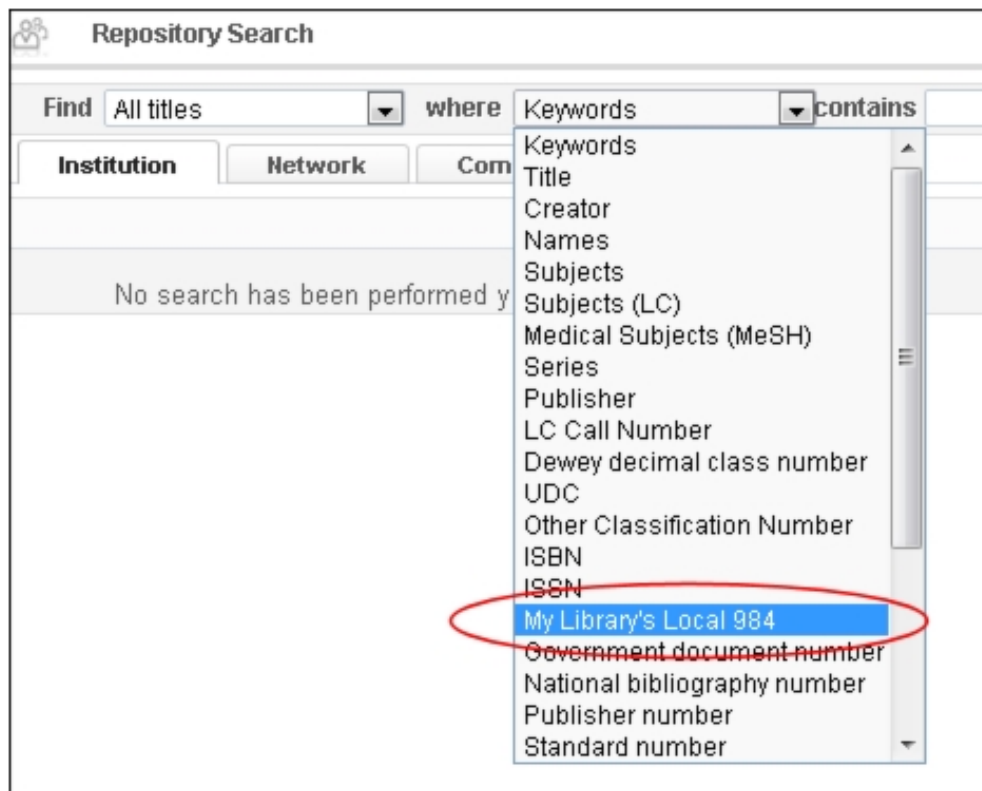 Repository Search
Find All titles where Keywords contains
Institution Network Com
No search has been performed y
Keywords
Title
Creator
Names
Subjects
Subjects (LC)
Medical Subjects (MeSH)
Series
Publisher
LC Call Number
Dewey decimal class number
UDC
Other Classification Number
ISBN
ISSN
My Library's Local 984
Government document number
National bibliography number
Publisher number
Standard number